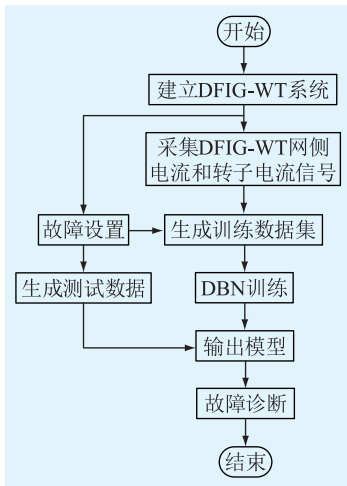 开始
建立DFIG-WT系统
采集DFIG-WT网侧
电流和转子电流信号
故障设置
生成训练数据集
生成测试数据
DBN训练
输出模型
故障诊断
结束